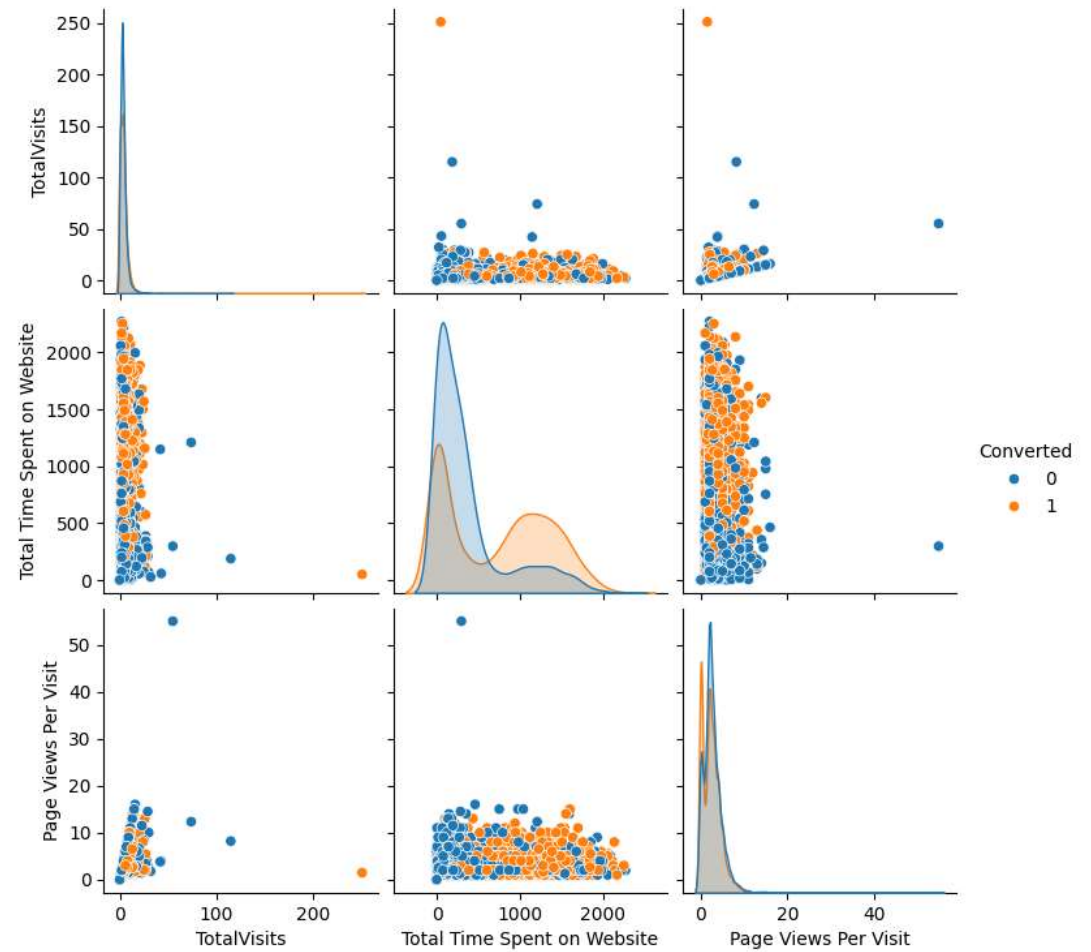 250
200
150
100
50
0
TotalVisits
2000
1500
1000
500
0
Total Time Spent on Website
Converted
0
1
50
40
30
20
10
0
Page Views Per Visit
0 100 200
0 1000 2000
0 20 40
TotalVisits
Total Time Spent on Website
Page Views Per Visit